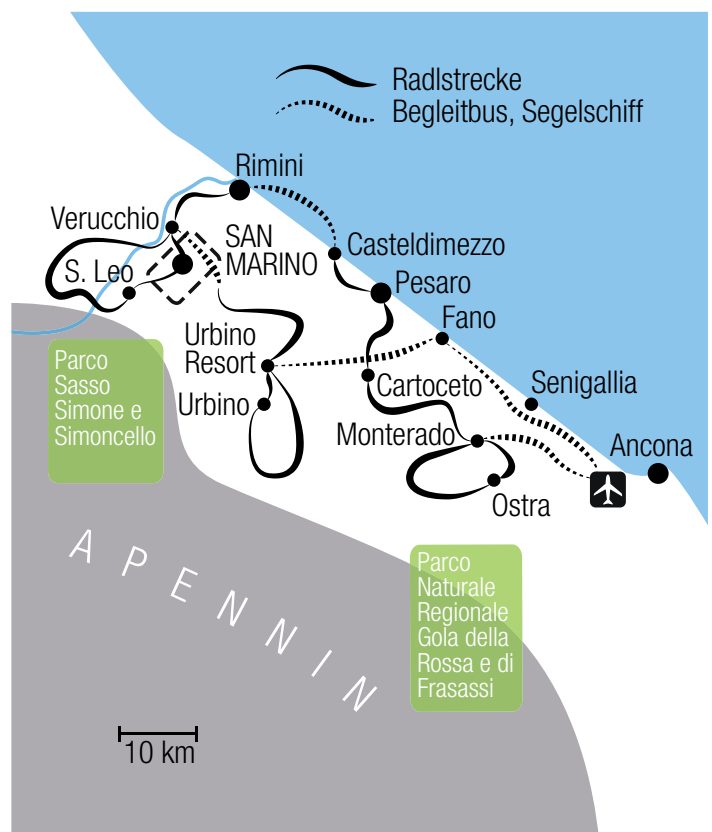 Radlstrecke
Begleitbus, Segelschiff
Rimini
Verucchio
SAN
MARINO
Casteldimezzo
S. Leo
Pesaro
Fano
Urbino
Resort
Parco
Sasso
Simone e
Simoncello
Cartoceto
Senigallia
Urbino
Monterado
Ancona
Ostra
APENNIN
Parco
Naturale
Regionale
Gola della
Rossa e di
Frasassi
10 km